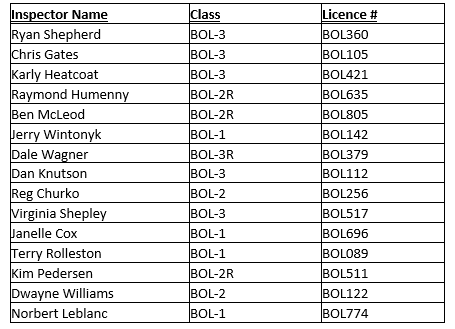 Inspector Name Class Licence #
Ryan Shepherd BOL-3 BOL360
Chris Gates BOL-3 BOL105
Karly Heatcoat BOL-3 BOL421
Raymond Humenny BOL-2R BOL635
Ben McLeod BOL-2R BOL805
Jerry Wintonyk BOL-1 BOL142
Dale Wagner BOL-3R BOL379
Dan Knutson BOL-3 BOL112
Reg Churko BOL-2 BOL256
Virginia Shepley BOL-3 BOL517
Janelle Cox BOL-1 BOL696
Terry Rolleston BOL-1 BOL089
Kim Pedersen BOL-2R BOL511
Dwayne Williams BOL-2 BOL122
Norbert Leblanc BOL-1 BOL774